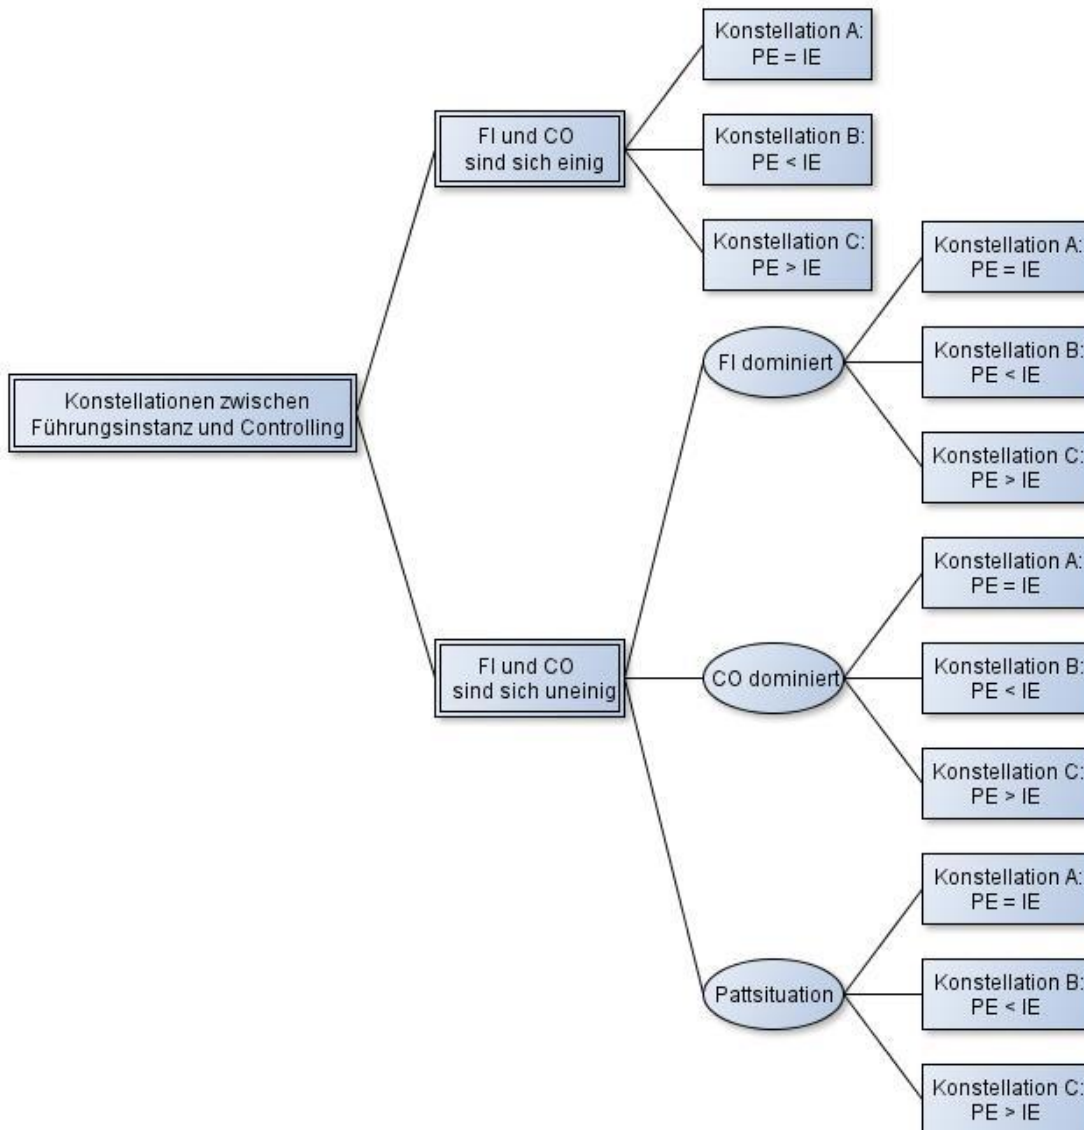 Konstellationen zwischen
Führungsinstanz und Controlling
FI und CO
sind sich einig
Konstellation A:
PE = IE
Konstellation B:
PE < IE
Konstellation C:
PE > IE
FI und CO
sind sich uneinig
FI dominiert
Konstellation A:
PE = IE
Konstellation B:
PE < IE
Konstellation C:
PE > IE
CO dominiert
Konstellation A:
PE = IE
Konstellation B:
PE < IE
Konstellation C:
PE > IE
Pattsituation
Konstellation A:
PE = IE
Konstellation B:
PE < IE
Konstellation C:
PE > IE